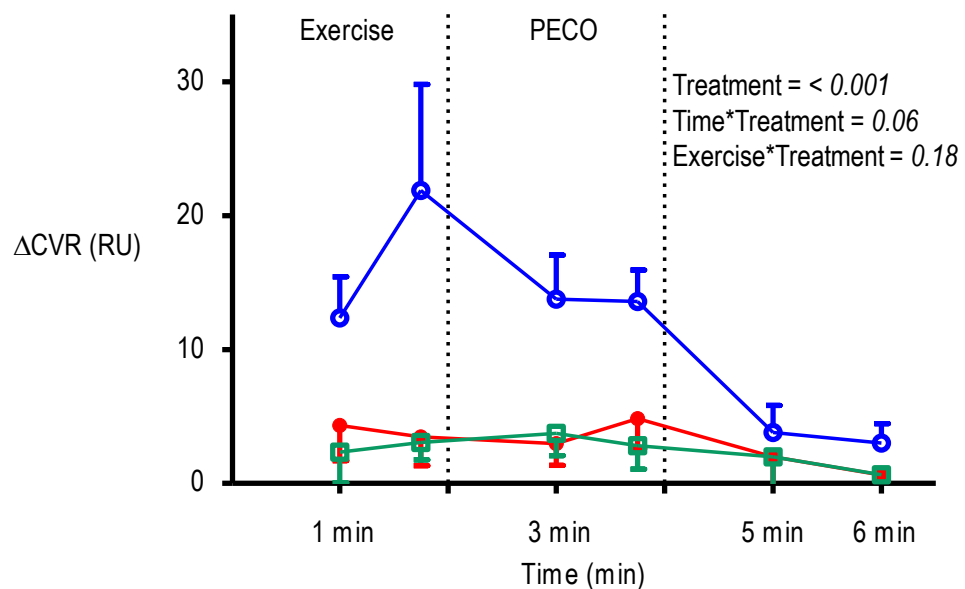 Exercise
PECO
30
Treatment = < 0.001
Time*Treatment = 0.06
Exercise*Treatment = 0.18
20
ΔCVR (RU)
10
0
1 min
3 min
5 min
6 min
Time (min)